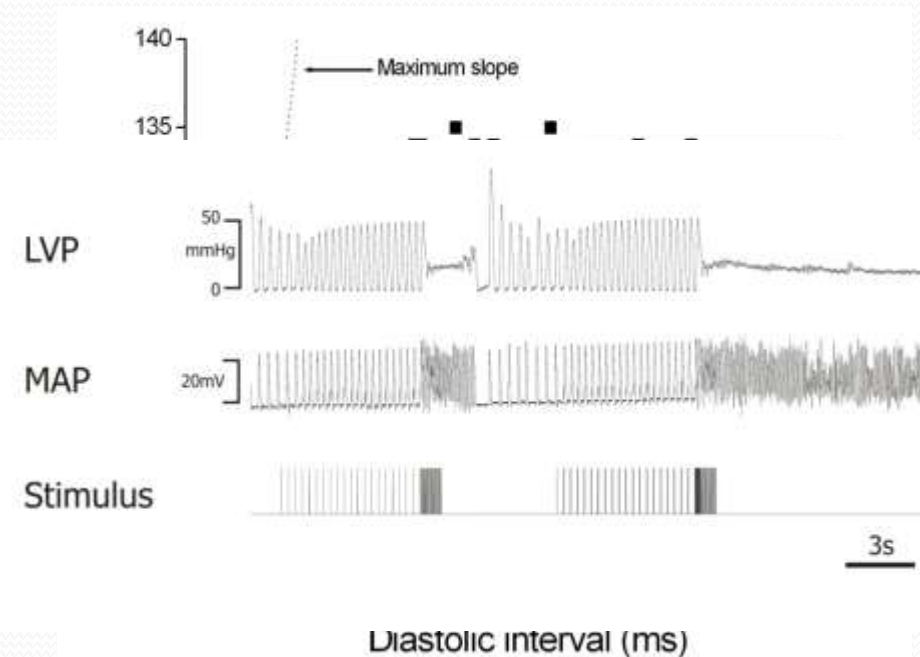 140
Maximum slope
135
LVP
50
mmHg
0
MAP
20mV
Stimulus
3s
Diastolic interval (ms)